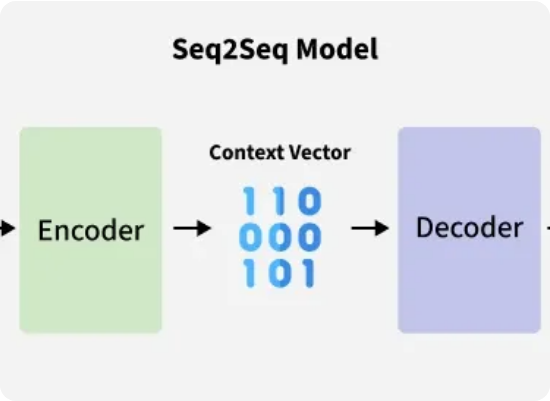 Seq2Seq Model
Context Vector
Encoder
110
000
101
Decoder